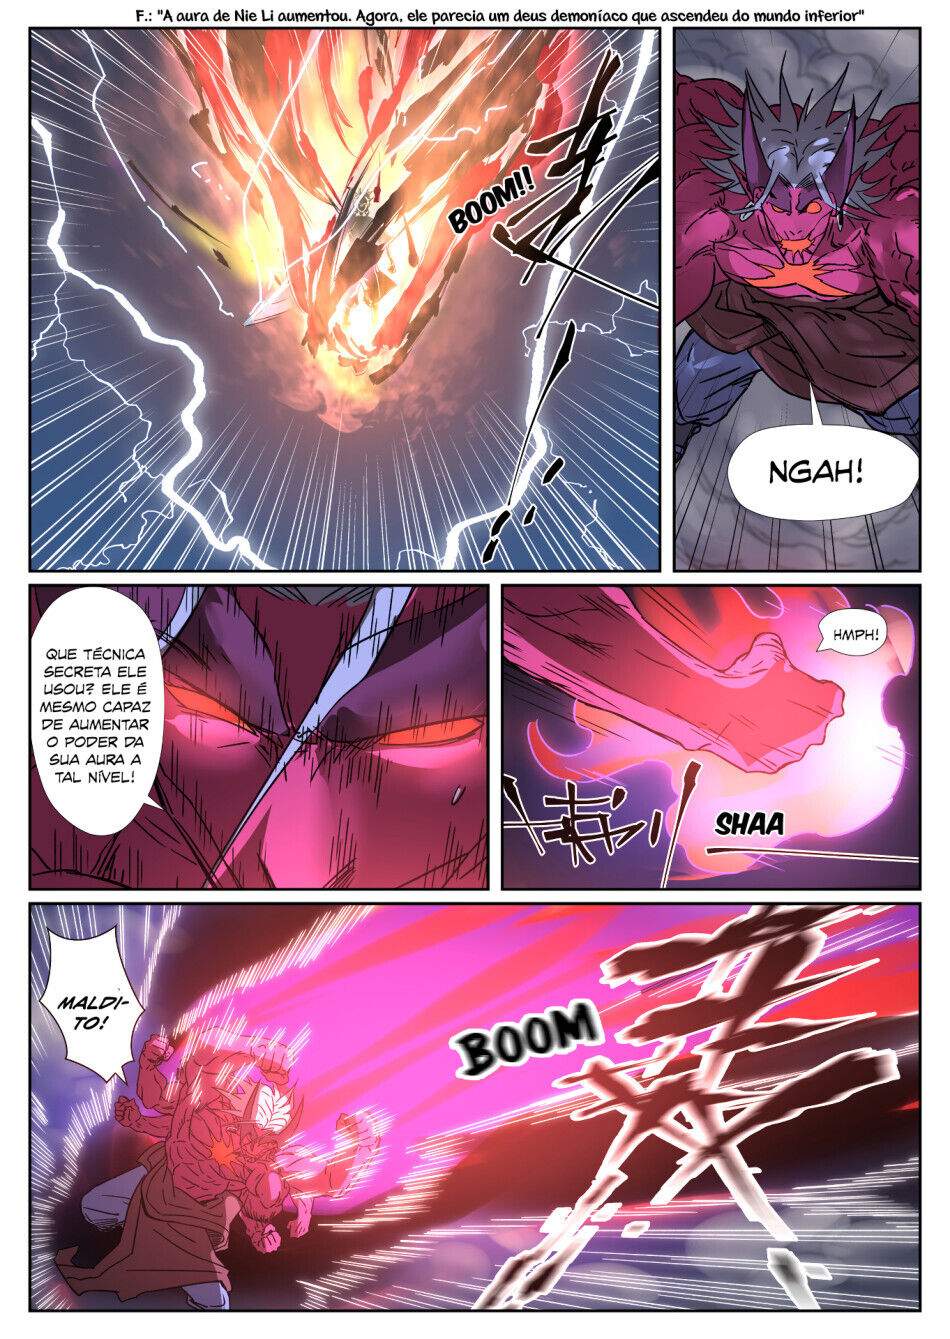 F.: "A aura de Nie Li aumentou. Agora, ele parecia um deus demoníaco que ascendeu do mundo inferior"
BOOM!!
NGAH!
QUE TÉCNICA
SECRETA ELE
USOU? ELE É
MESMO CAPAZ
DE AUMENTAR
O PODER DA
SUA AURA A
TAL NÍVEL!
HMPH!
SHAA
MALDI-
TO!
BOOM